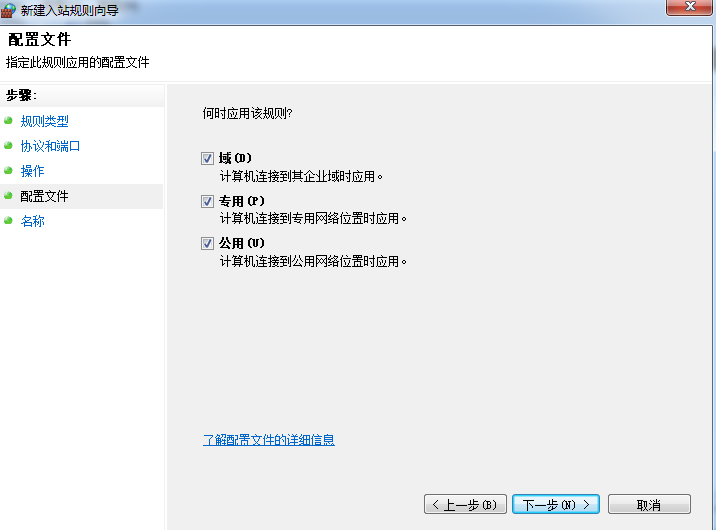 新建入站规则向导
配置文件
指定此规则应用的配置文件
步骤:
规则类型
协议和端口
操作
配置文件
名称
何时应用该规则?
域(D)
计算机连接到其企业域时应用。
专用(P)
计算机连接到专用网络位置时应用。
公用(U)
计算机连接到公用网络位置时应用。
了解配置文件的详细信息
< 上一步(B)
下一步(N) >
取消